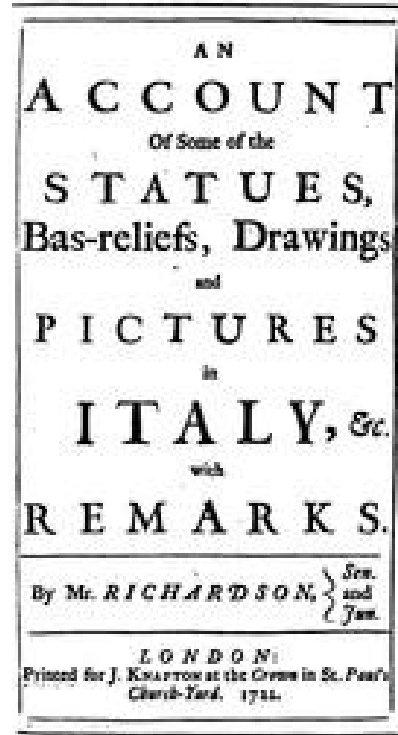 AN
ACCOUNT
Of Some of the
STATUES,
Bas-reliefs, Drawings
and
PICTURES
in
ITALY, &c.
with
REMARKS.
By Mr. RICHARDSON, Sen. and Jun.
LONDON:
Printed for J. KNAPTON at the Crown in St. Paul's
Church-Yard. 1722.